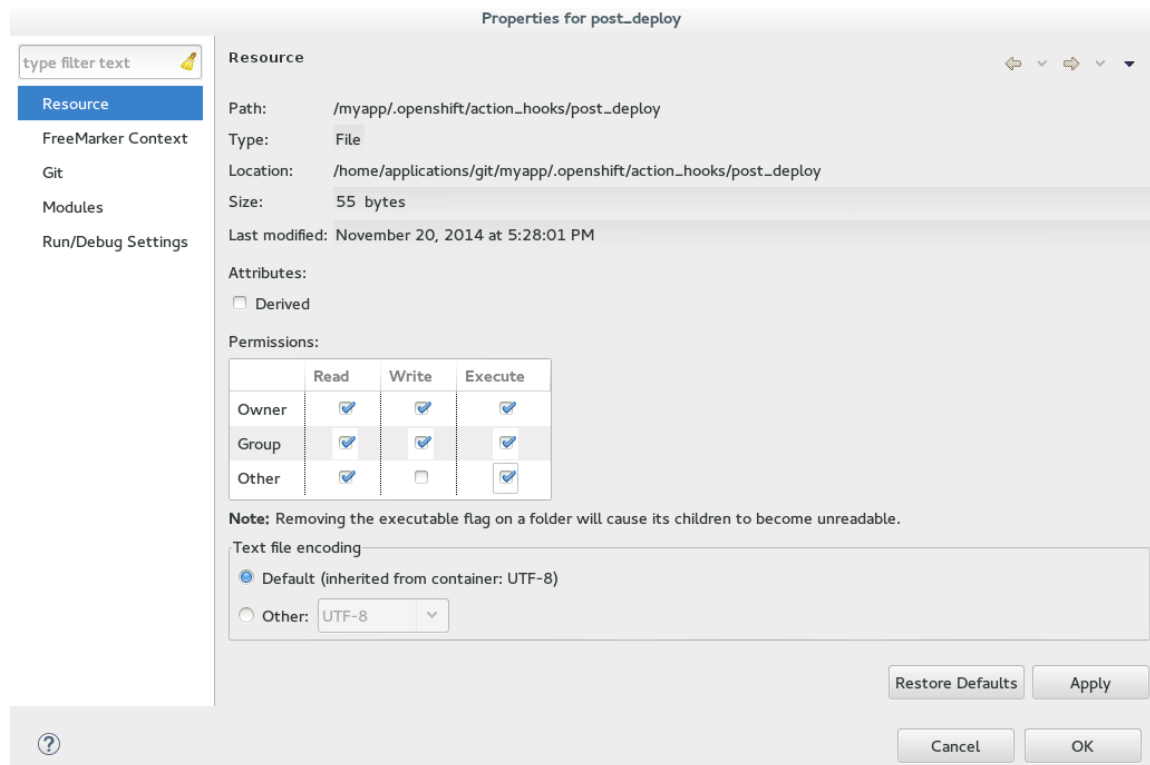 Properties for post_deploy
type filter text
Resource
FreeMarker Context
Git
Modules
Run/Debug Settings
Resource
Path: /myapp/.openshift/action_hooks/post_deploy
Type: File
Location: /home/applications/git/myapp/.openshift/action_hooks/post_deploy
Size: 55 bytes
Last modified: November 20, 2014 at 5:28:01 PM
Attributes:
Derived
Permissions:
Read Write Execute
Owner
Group
Other
Note: Removing the executable flag on a folder will cause its children to become unreadable.
Text file encoding
Default (inherited from container: UTF-8)
Other: UTF-8
Restore Defaults Apply
? Cancel OK